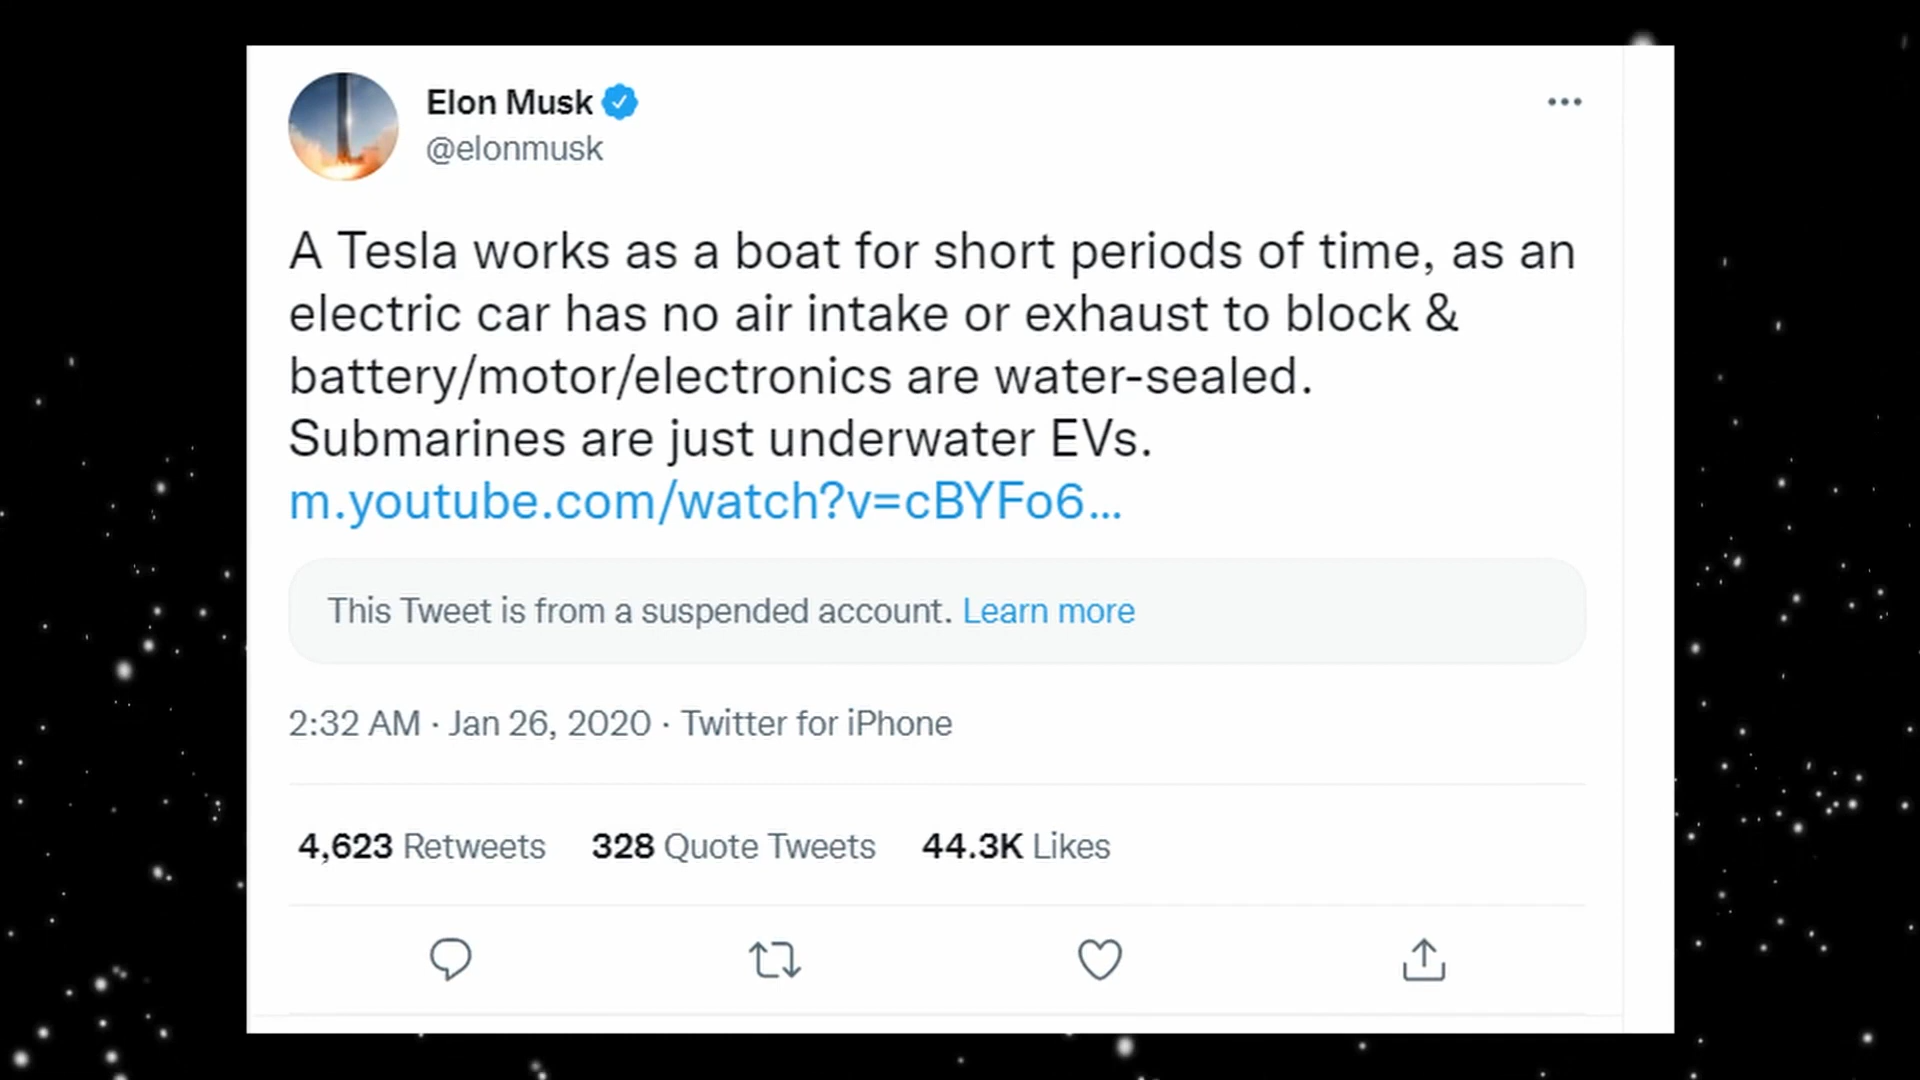 Elon Musk
@elonmusk
A Tesla works as a boat for short periods of time, as an
electric car has no air intake or exhaust to block &
battery/motor/electronics are water-sealed.
Submarines are just underwater EVs.
m.youtube.com/watch?v=cBYFo6...
This Tweet is from a suspended account. Learn more
2:32 AM · Jan 26, 2020 · Twitter for iPhone
4,623 Retweets 328 Quote Tweets 44.3K Likes